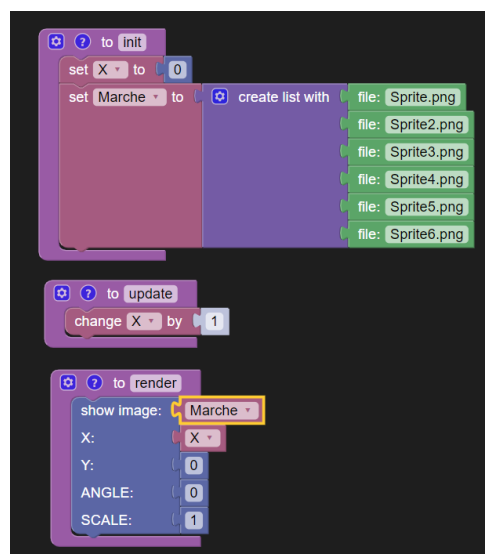 ? to init
set X to 0
set Marche to create list with file: Sprite.png
file: Sprite2.png
file: Sprite3.png
file: Sprite4.png
file: Sprite5.png
file: Sprite6.png
? to update
change X by 1
? to render
show image: Marche
X: X
Y: 0
ANGLE: 0
SCALE: 1